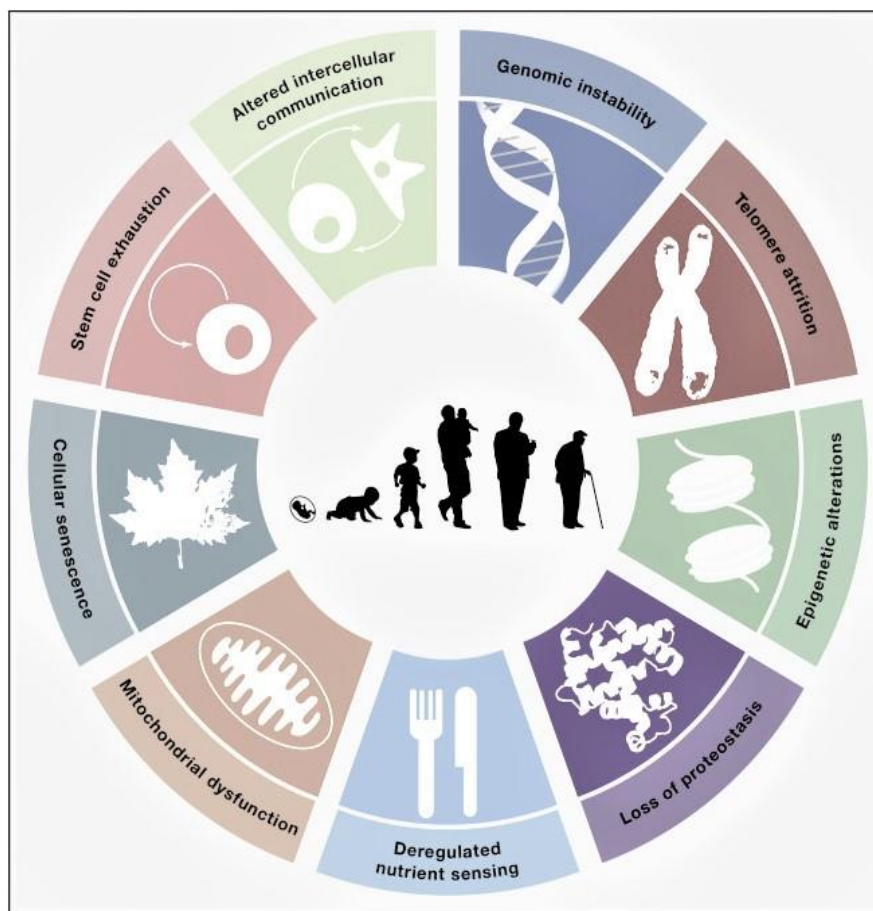 Genomic instability
Telomere attrition
Epigenetic alterations
Loss of proteostasis
Deregulated
nutrient sensing
Mitochondrial dysfunction
Cellular senescence
Stem cell exhaustion
Altered intercellular
communication